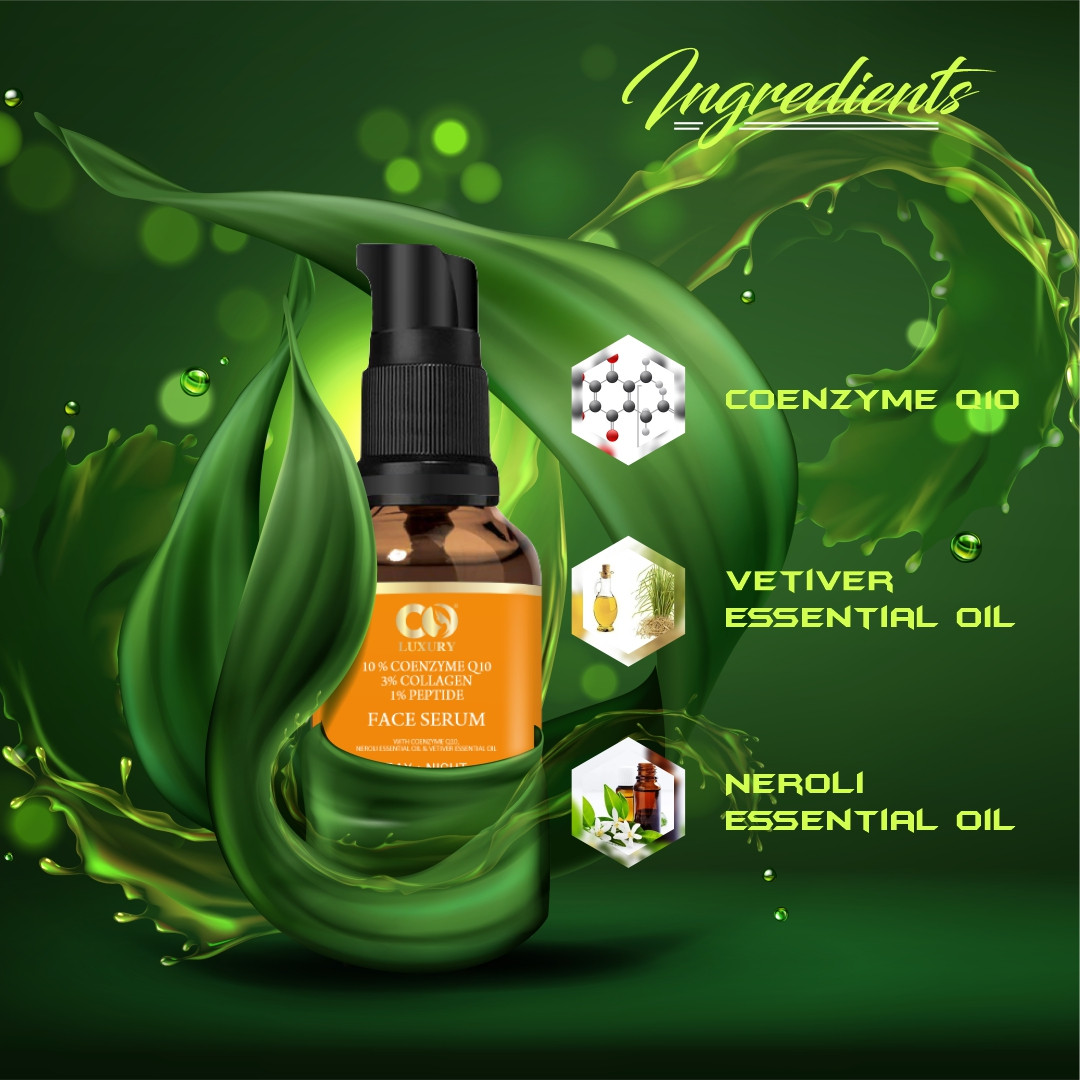 Ingredients
COENZYME Q10
VETIVER
ESSENTIAL OIL
NEROLI
ESSENTIAL OIL
LUXURY
10 % COENZYME Q10
3% COLLAGEN
1% PEPTIDE
FACE SERUM
WITH COENZYME Q10,
NEROLI ESSENTIAL OIL & VETIVER ESSENTIAL OIL
NIGHT